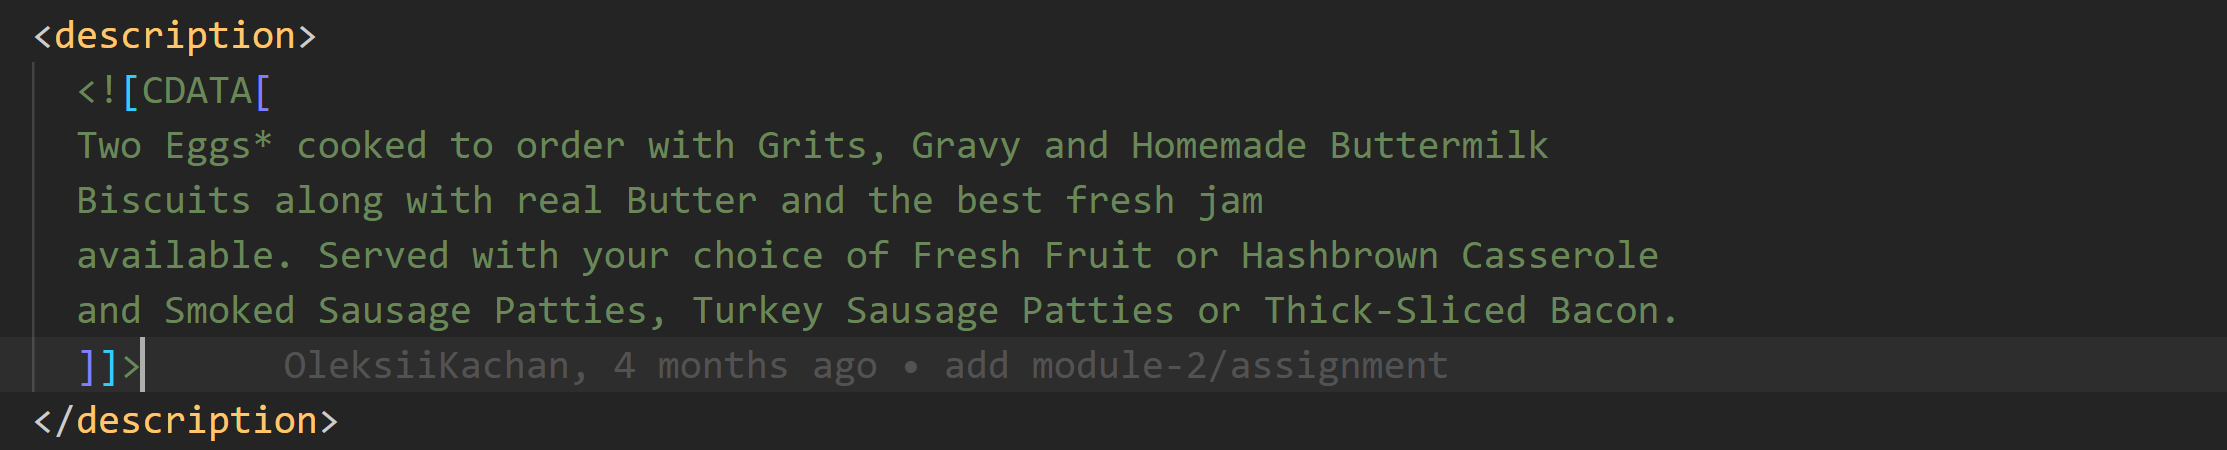 <description>
<![CDATA[
Two Eggs* cooked to order with Grits, Gravy and Homemade Buttermilk
Biscuits along with real Butter and the best fresh jam
available. Served with your choice of Fresh Fruit or Hashbrown Casserole
and Smoked Sausage Patties, Turkey Sausage Patties or Thick-Sliced Bacon.
]]> OleksiiKachan, 4 months ago • add module-2/assignment
</description>